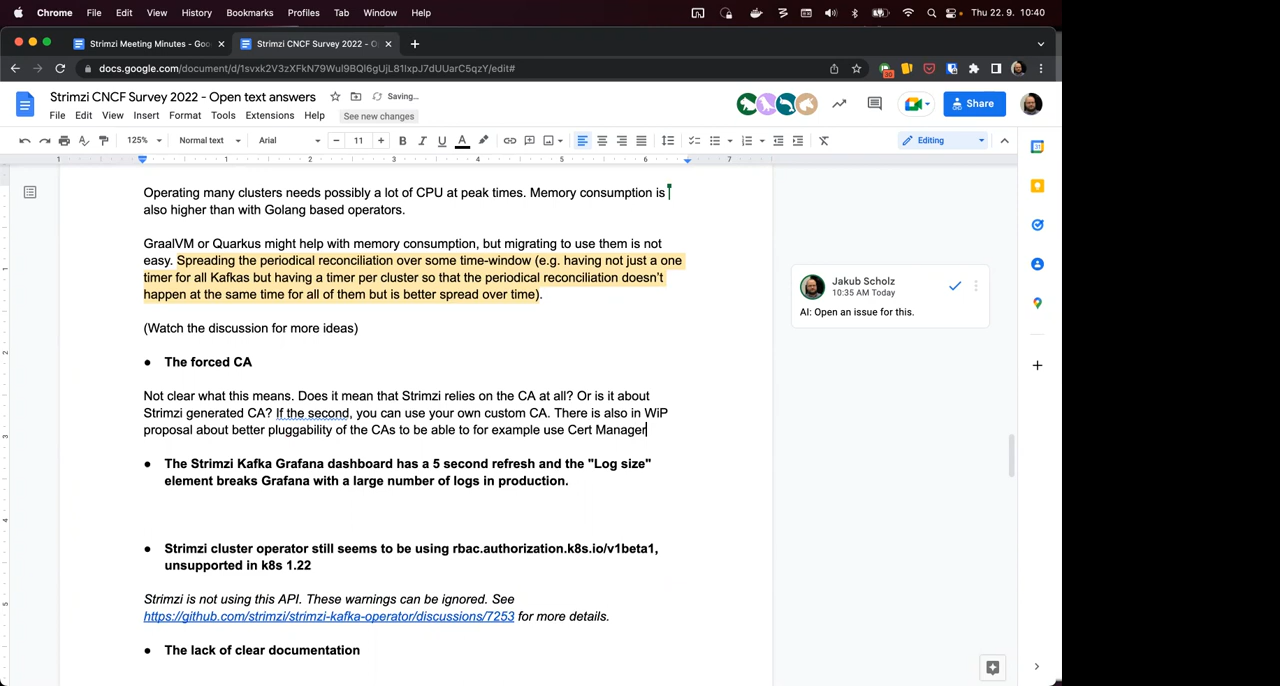 Chrome File Edit View History Bookmarks Profiles Tab Window Help Thu 22. 9. 10:40
Strimzi Meeting Minutes - Goo Strimzi CNCF Survey 2022 - O
docs.google.com/document/d/1svxk2V3zXFkN79Wul9BQI6gUjL81lxpJ7dUUarC5qzY/edit#
30
Strimzi CNCF Survey 2022 - Open text answers Saving…
Share
File Edit View Insert Format Tools Extensions Help See new changes
125% Normal text Arial 11 B I U A Editing
1 1 2 3 4 5 6 7
Operating many clusters needs possibly a lot of CPU at peak times. Memory consumption is
also higher than with Golang based operators.
GraalVM or Quarkus might help with memory consumption, but migrating to use them is not
easy. Spreading the periodical reconciliation over some time-window (e.g. having not just a one
timer for all Kafkas but having a timer per cluster so that the periodical reconciliation doesn't
happen at the same time for all of them but is better spread over time).
Jakub Scholz
10:35 AM Today
AI: Open an issue for this.
(Watch the discussion for more ideas)
● The forced CA
Not clear what this means. Does it mean that Strimzi relies on the CA at all? Or is it about
Strimzi generated CA? If the second, you can use your own custom CA. There is also in WiP
proposal about better pluggability of the CAs to be able to for example use Cert Manager
● The Strimzi Kafka Grafana dashboard has a 5 second refresh and the "Log size"
element breaks Grafana with a large number of logs in production.
● Strimzi cluster operator still seems to be using rbac.authorization.k8s.io/v1beta1,
unsupported in k8s 1.22
Strimzi is not using this API. These warnings can be ignored. See
https://github.com/strimzi/strimzi-kafka-operator/discussions/7253 for more details.
● The lack of clear documentation